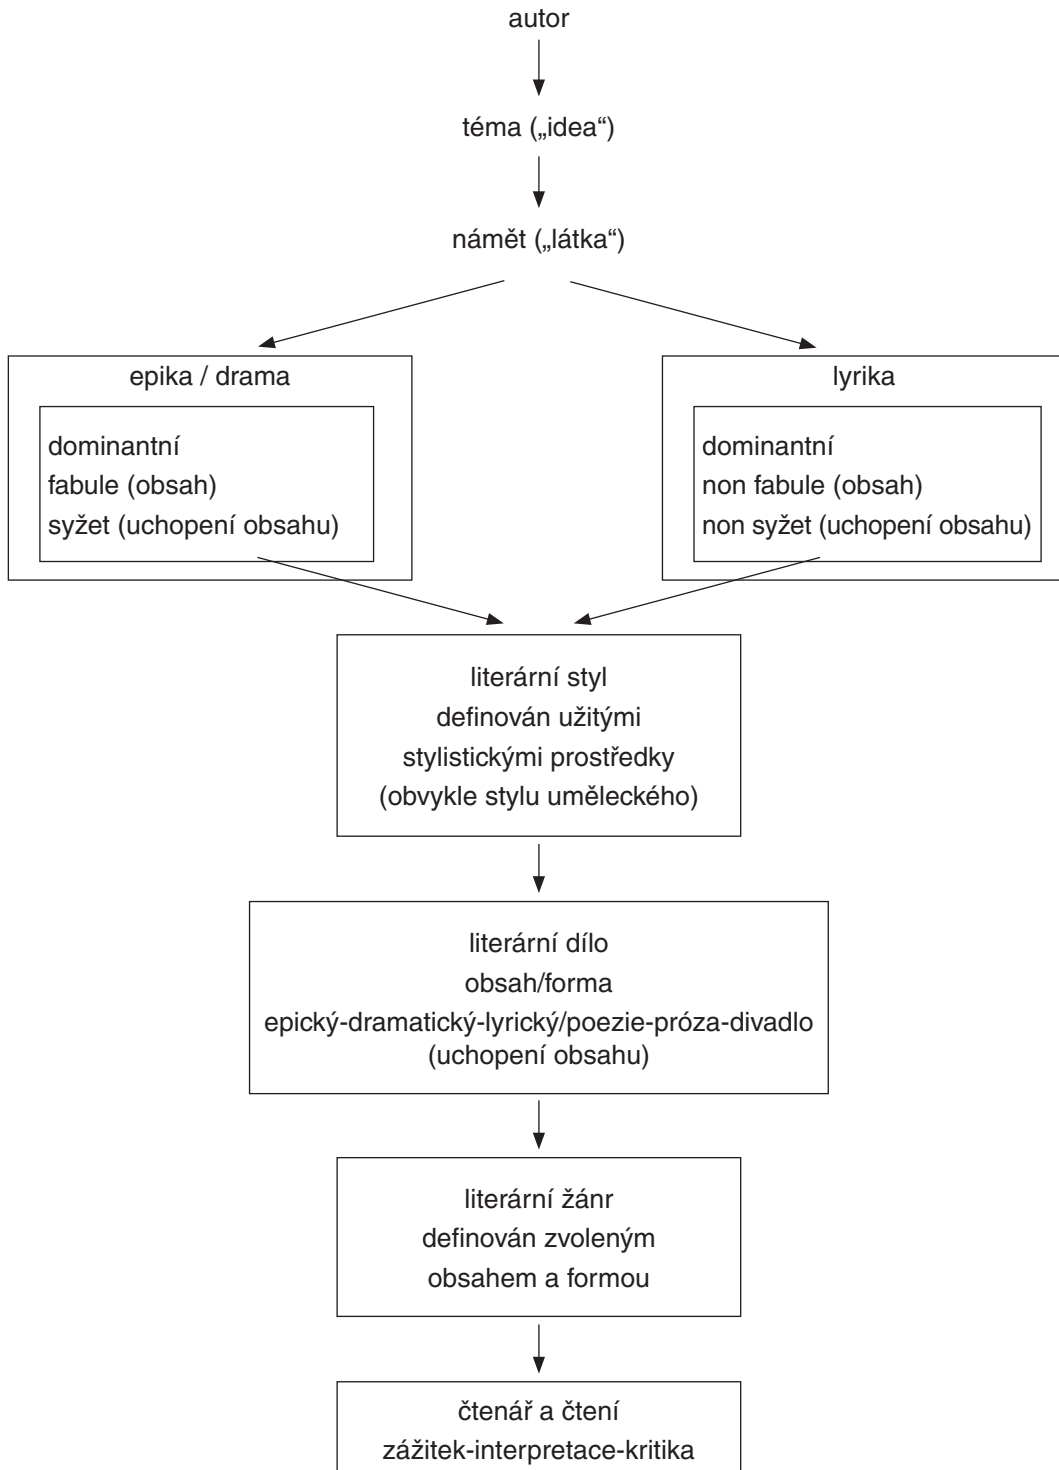 autor
téma („idea“)
námět („látka“)
epika / drama
dominantní
fabule (obsah)
syžet (uchopení obsahu)
lyrika
dominantní
non fabule (obsah)
non syžet (uchopení obsahu)
literární styl
definován užitými
stylistickými prostředky
(obvykle stylu uměleckého)
literární dílo
obsah/forma
epický-dramatický-lyrický/poezie-próza-divadlo
(uchopení obsahu)
literární žánr
definován zvoleným
obsahem a formou
čtenář a čtení
zážitek-interpretace-kritika